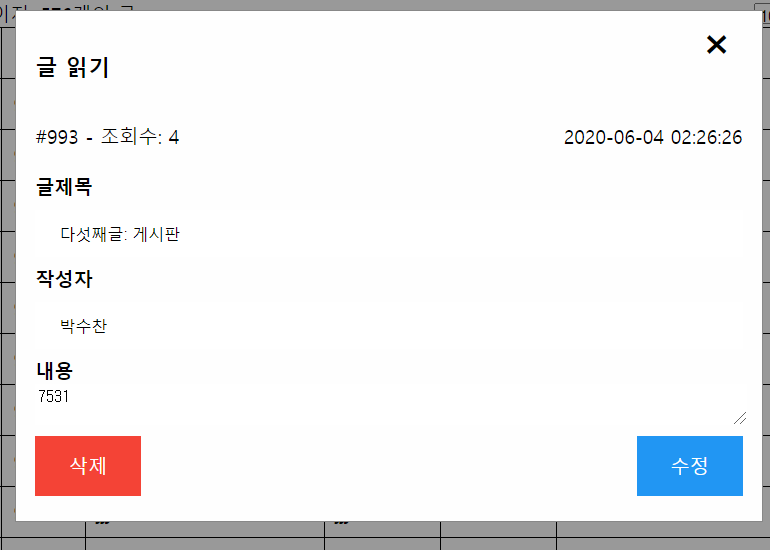 ✕
글 읽기
#993 - 조회수: 4 2020-06-04 02:26:26
글제목
다섯째글: 게시판
작성자
박수찬
내용
7531
삭제 수정